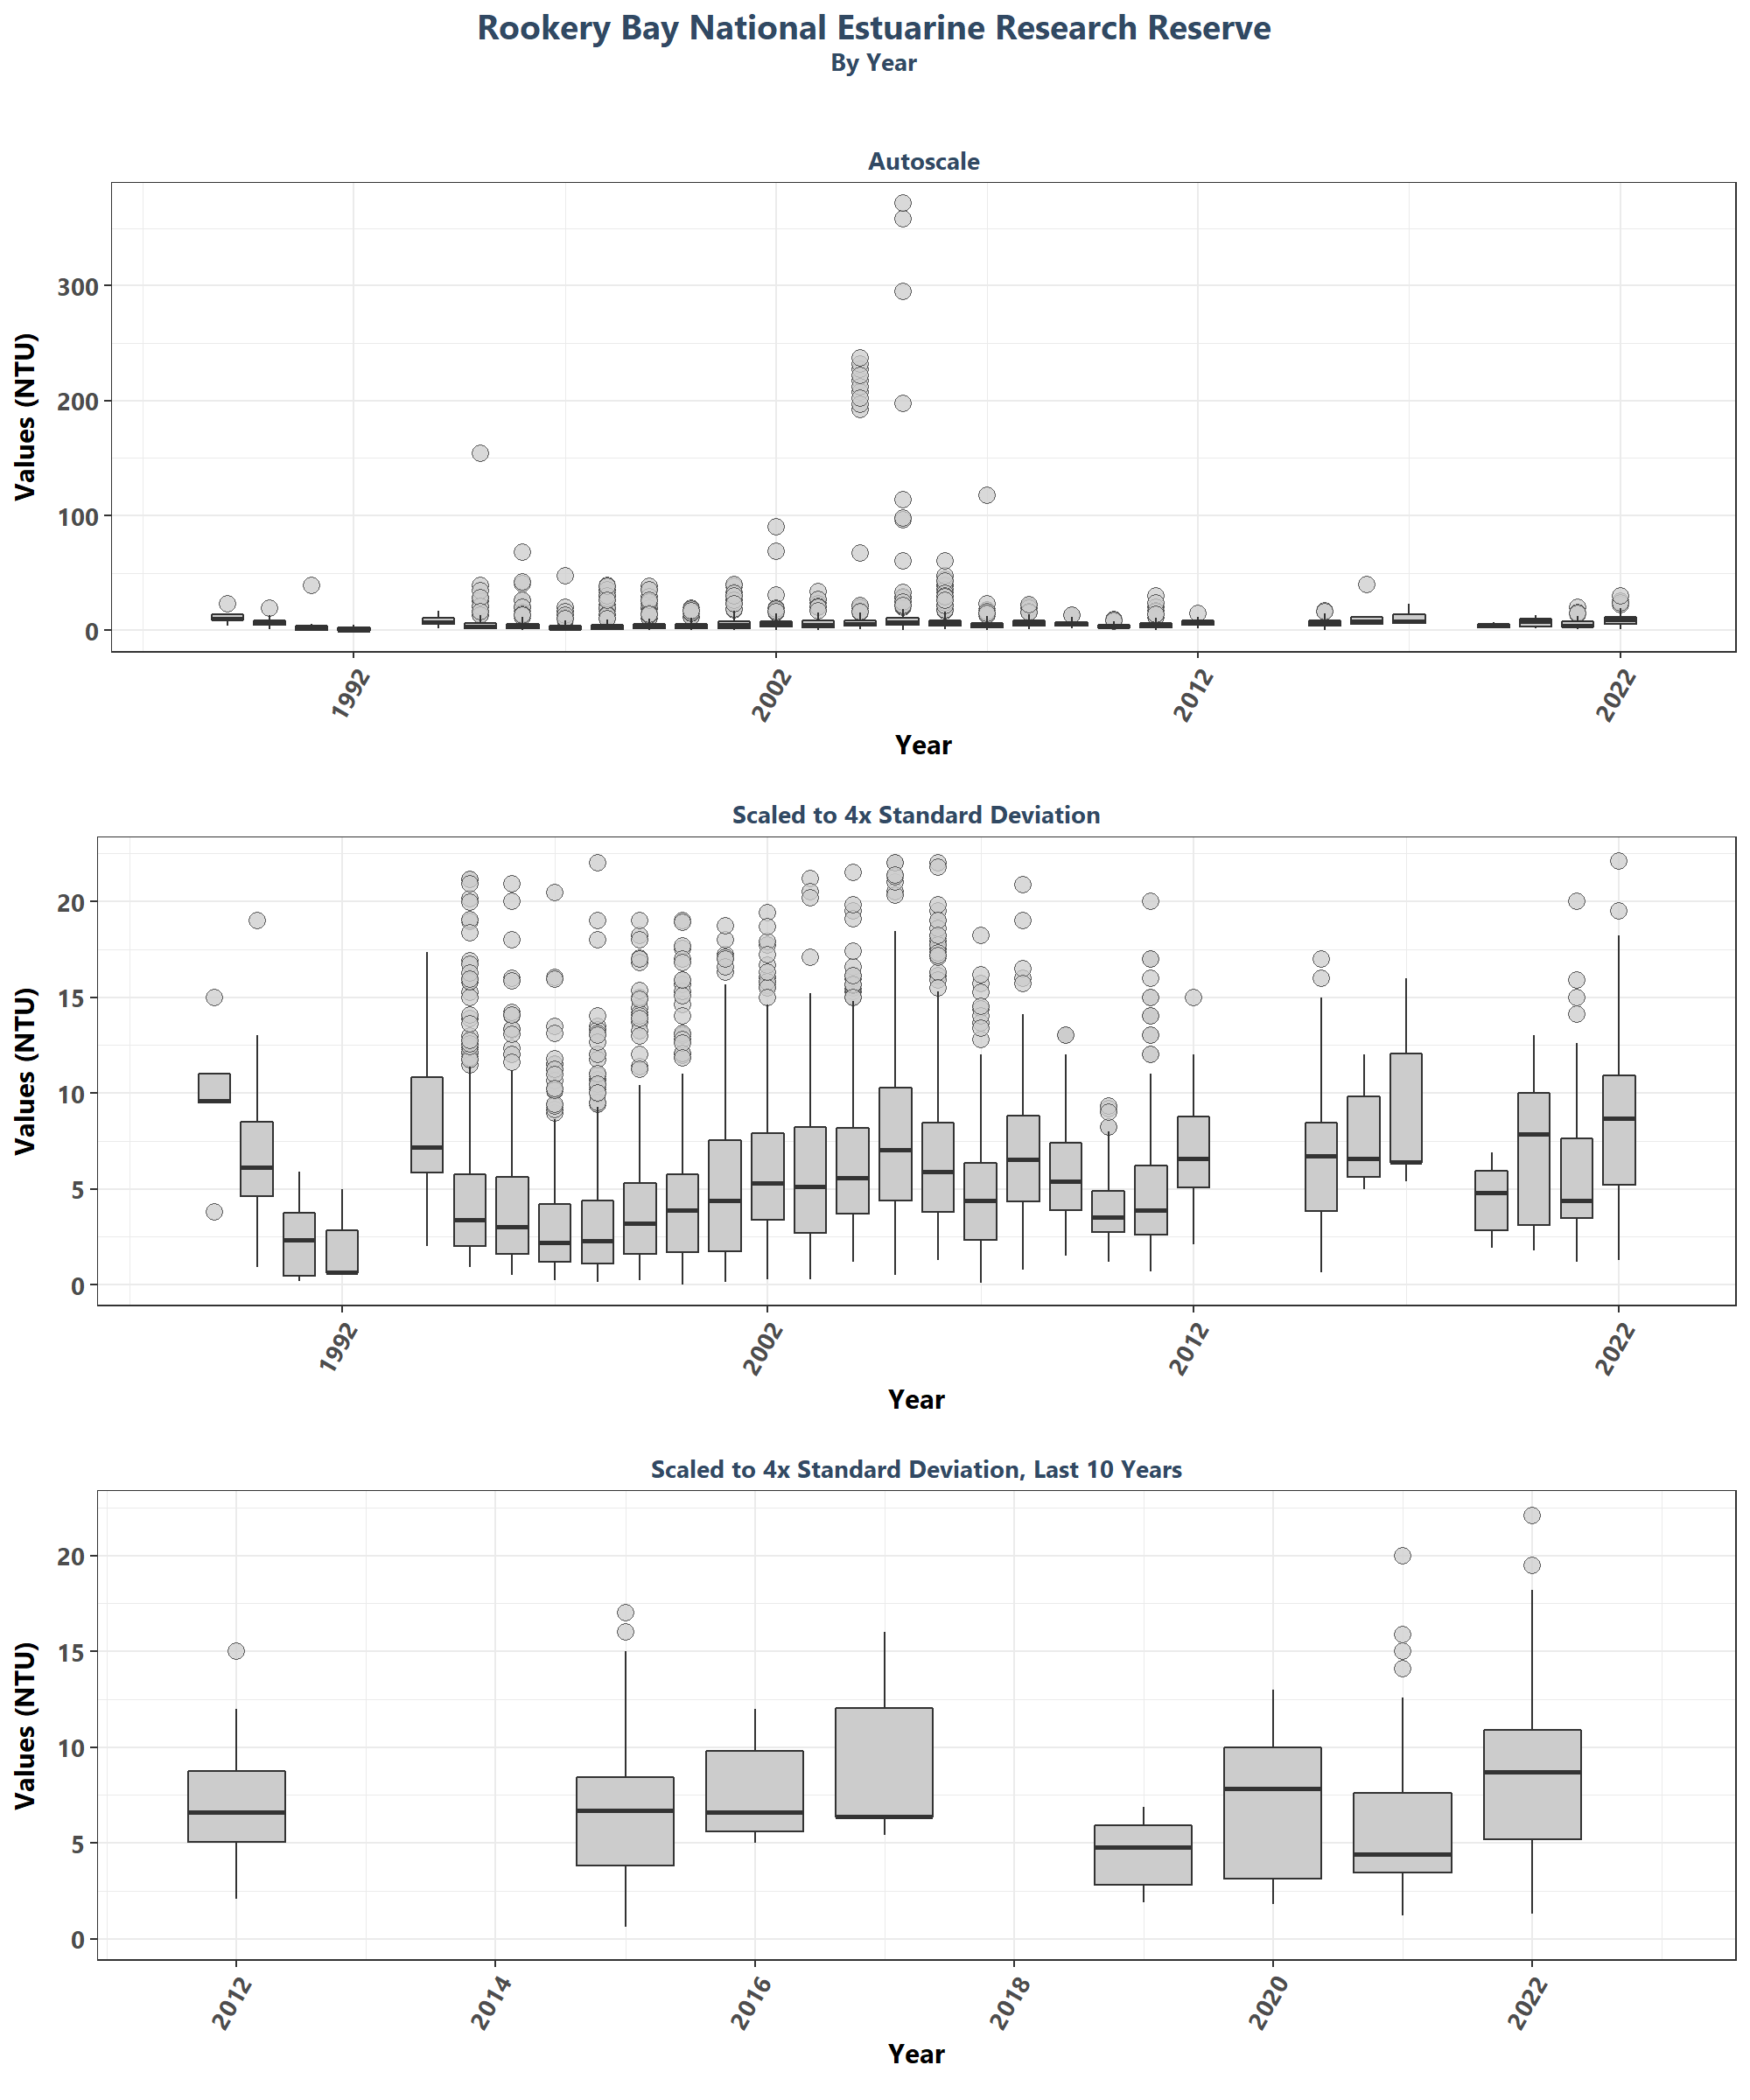 Rookery Bay National Estuarine Research Reserve
By Year
Autoscale
Values (NTU)
300
200
100
0
1992
2002
2012
2022
Year
Scaled to 4x Standard Deviation
Values (NTU)
20
15
10
5
0
1992
2002
2012
2022
Year
Scaled to 4x Standard Deviation, Last 10 Years
Values (NTU)
20
15
10
5
0
2012
2014
2016
2018
2020
2022
Year